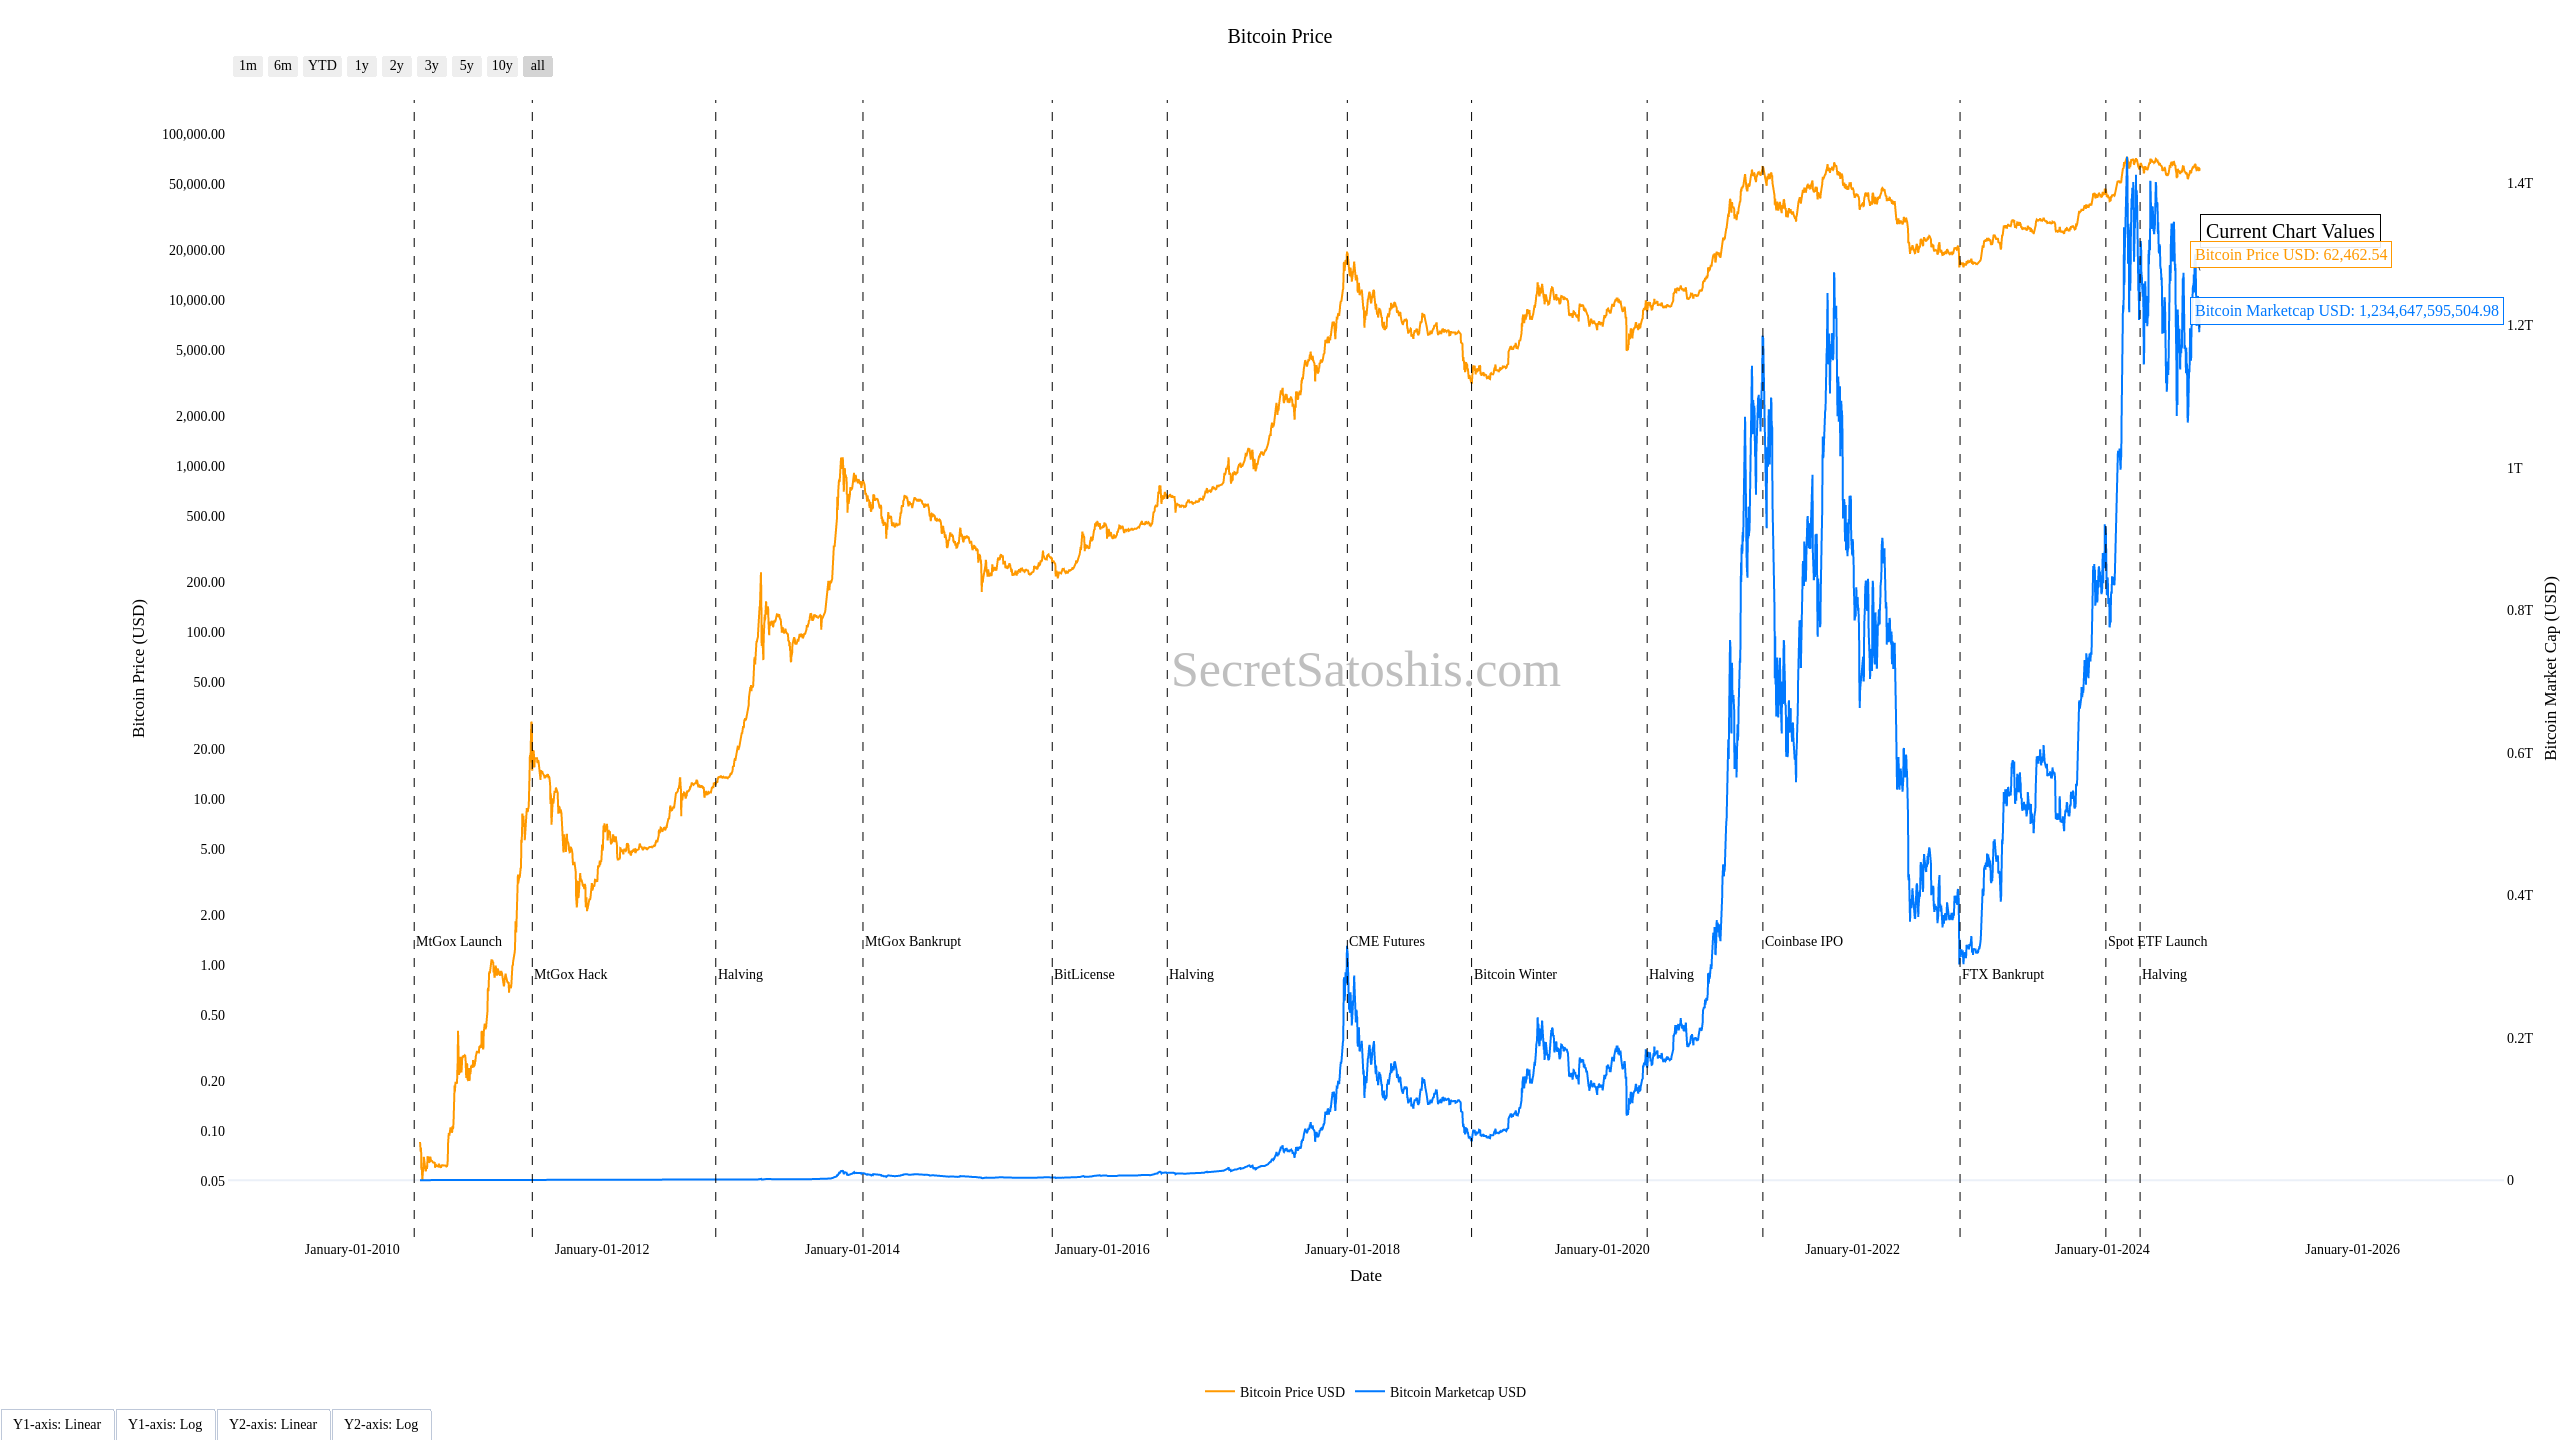 Bitcoin Price
1m 6m YTD 1y 2y 3y 5y 10y all
100,000.00
50,000.00
20,000.00
10,000.00
5,000.00
2,000.00
1,000.00
500.00
200.00
100.00
50.00
20.00
10.00
5.00
2.00
1.00
0.50
0.20
0.10
0.05
Bitcoin Price (USD)
1.4T
1.2T
1T
0.8T
0.6T
0.4T
0.2T
0
Bitcoin Market Cap (USD)
Current Chart Values
Bitcoin Price USD: 62,462.54
Bitcoin Marketcap USD: 1,234,647,595,504.98
SecretSatoshis.com
MtGox Launch
MtGox Hack
Halving
MtGox Bankrupt
BitLicense
Halving
CME Futures
Bitcoin Winter
Halving
Coinbase IPO
FTX Bankrupt
Spot ETF Launch
Halving
January-01-2010
January-01-2012
January-01-2014
January-01-2016
January-01-2018
January-01-2020
January-01-2022
January-01-2024
January-01-2026
Date
Bitcoin Price USD
Bitcoin Marketcap USD
Y1-axis: Linear
Y1-axis: Log
Y2-axis: Linear
Y2-axis: Log